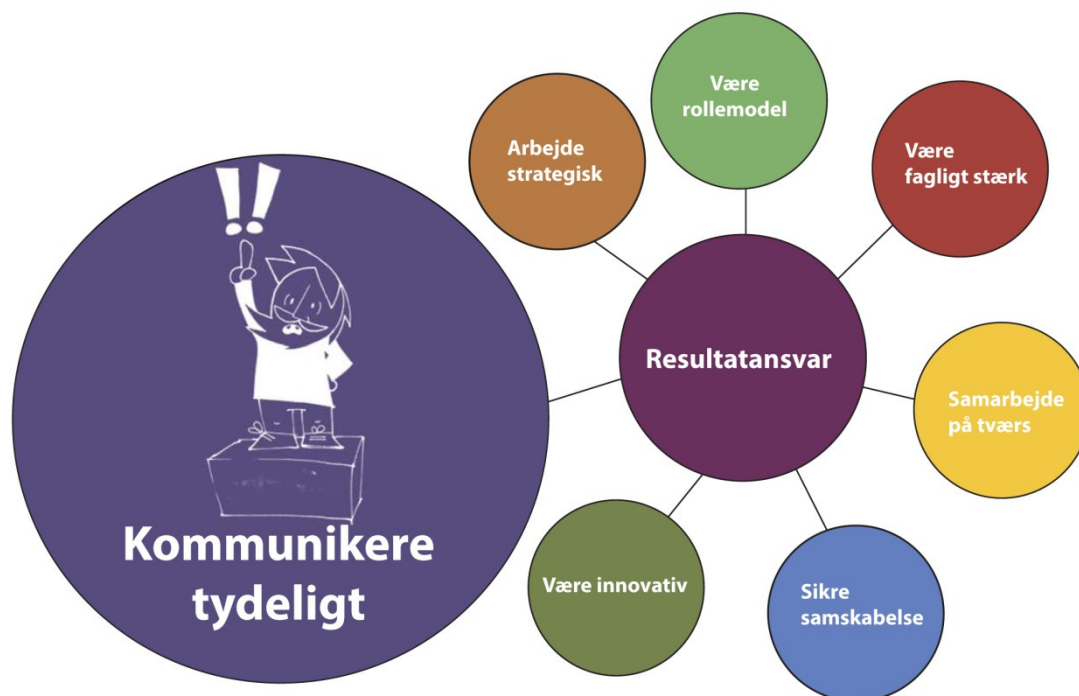 !!
Kommunikere
tydeligt
Arbejde
strategisk
Være
rollemodel
Være
fagligt stærk
Resultatansvar
Samarbejde
på tværs
Sikre
samskabelse
Være innovativ